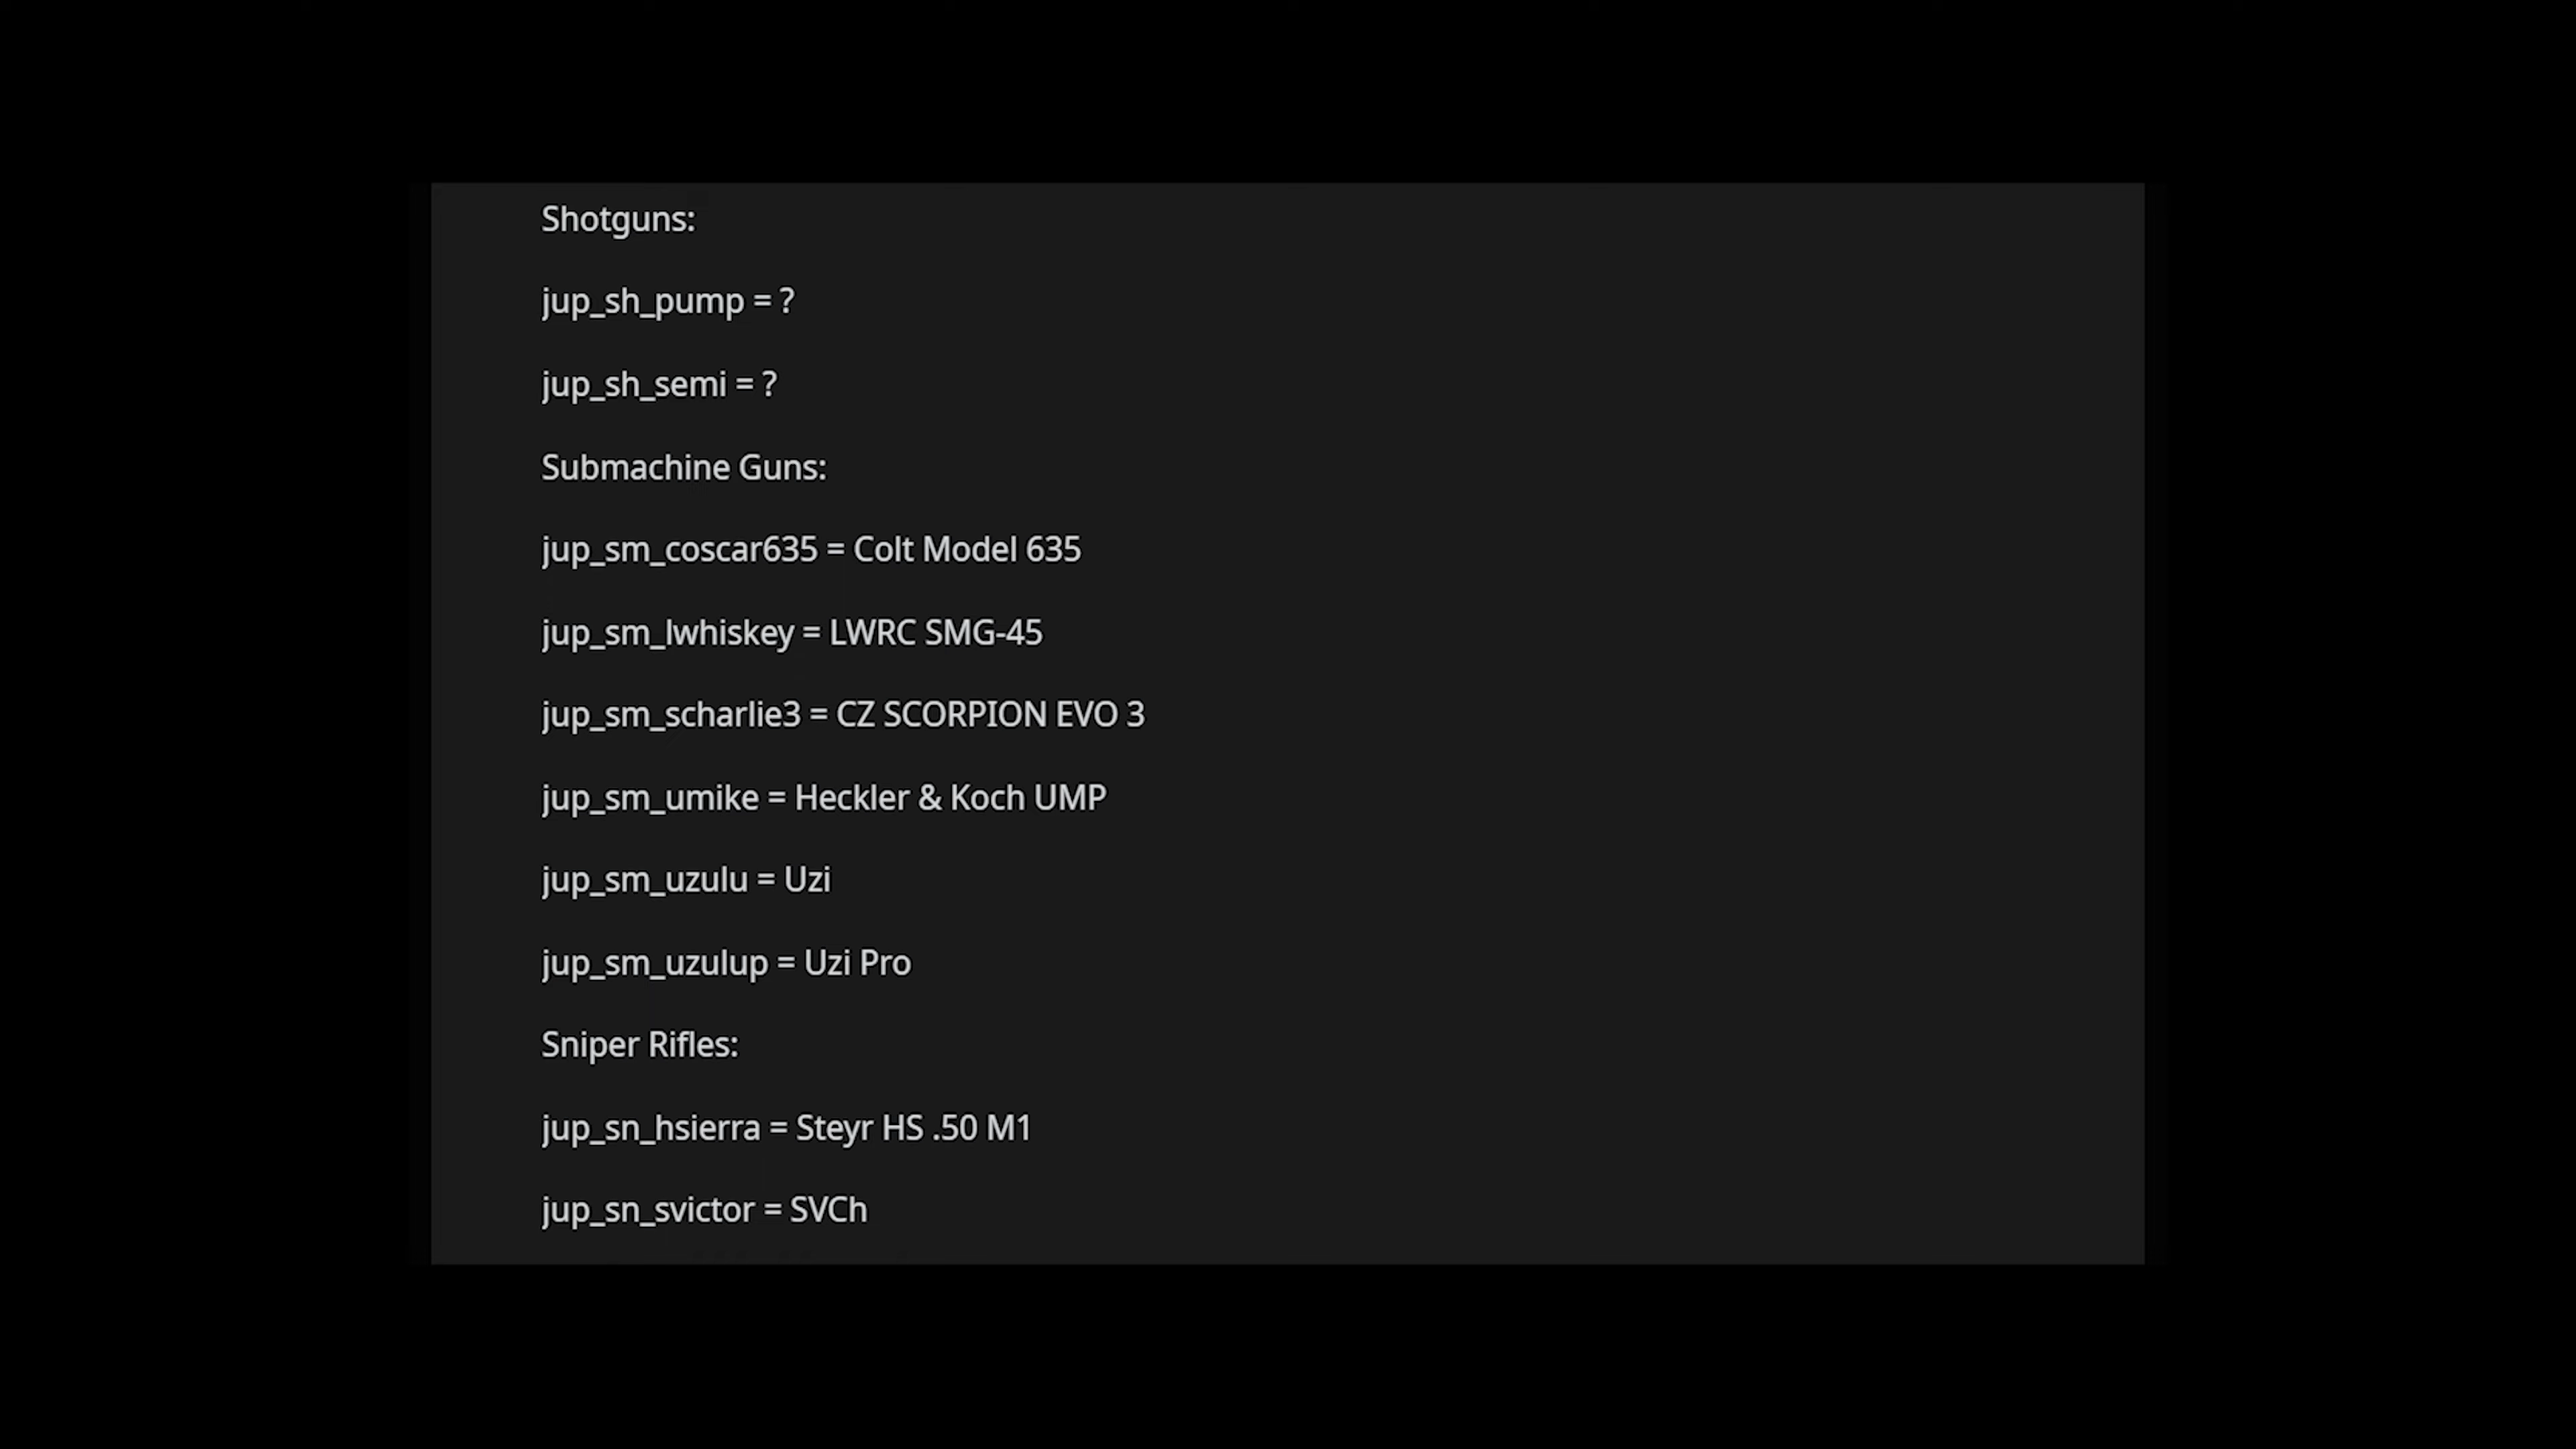 Shotguns:
jup_sh_pump = ?
jup_sh_semi = ?
Submachine Guns:
jup_sm_coscar635 = Colt Model 635
jup_sm_lwhiskey = LWRC SMG-45
jup_sm_scharlie3 = CZ SCORPION EVO 3
jup_sm_umike = Heckler & Koch UMP
jup_sm_uzulu = Uzi
jup_sm_uzulup = Uzi Pro
Sniper Rifles:
jup_sn_hsierra = Steyr HS .50 M1
jup_sn_svictor = SVCh